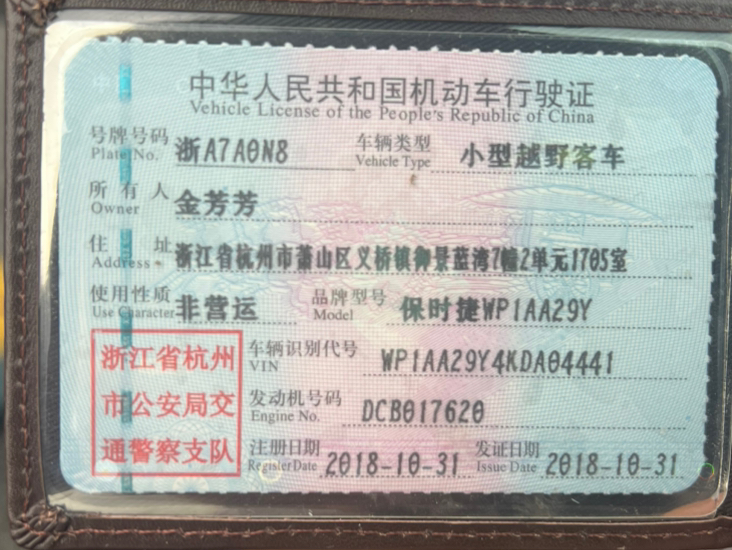 中华人民共和国机动车行驶证
Vehicle License of the People's Republic of China
号牌号码 浙A7A0N8 车辆类型 小型越野客车
Plate No. Vehicle Type
所有人 金芳芳
Owner
住址 浙江省杭州市萧山区义桥镇御景蓝湾7幢2单元1705室
Address
使用性质 非营运 品牌型号 保时捷WP1AA29Y
Use Character Model
浙江省杭州
市公安局交
通警察支队
车辆识别代号 WP1AA29Y4KDA04441
VIN
发动机号码 DCB017620
Engine No.
注册日期 2018-10-31 发证日期 2018-10-31
Register Date Issue Date